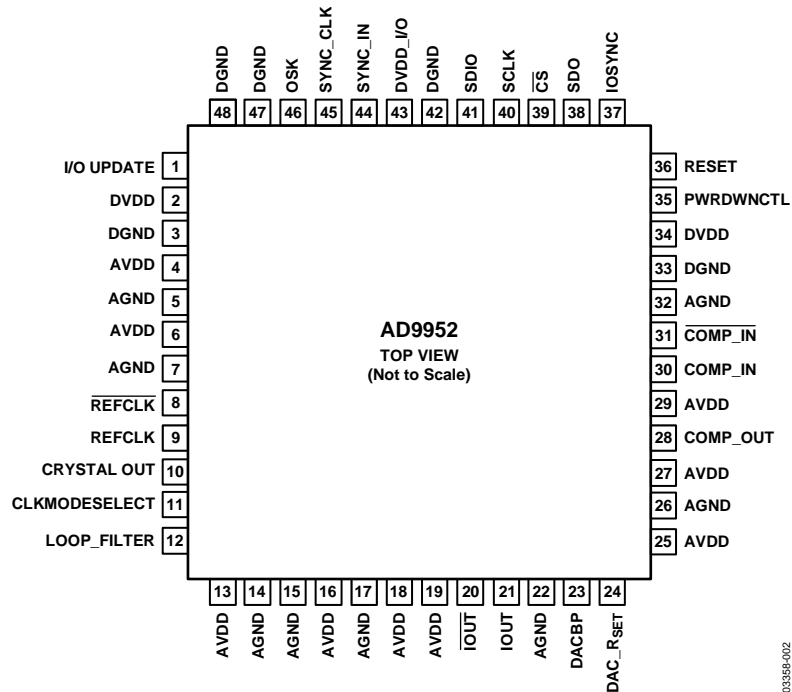 DGND
DGND
OSK
SYNC_CLK
SYNC_IN
DVDD_I/O
DGND
SDIO
SCLK
CS
SDO
IOSYNC
48 47 46 45 44 43 42 41 40 39 38 37
I/O UPDATE 1
DVDD 2
DGND 3
AVDD 4
AGND 5
AVDD 6
AGND 7
REFCLK 8
REFCLK 9
CRYSTAL OUT 10
CLKMODESELECT 11
LOOP_FILTER 12
AD9952
TOP VIEW
(Not to Scale)
36 RESET
35 PWRDWNCTL
34 DVDD
33 DGND
32 AGND
31 COMP_IN
30 COMP_IN
29 AVDD
28 COMP_OUT
27 AVDD
26 AGND
25 AVDD
13 14 15 16 17 18 19 20 21 22 23 24
AVDD
AGND
AGND
AVDD
AGND
AVDD
AVDD
IOUT
IOUT
AGND
DACBP
DAC_RSET
03358-002